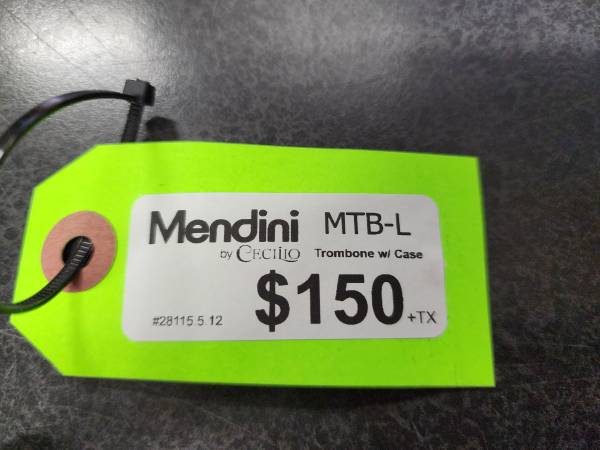 Mendini MTB-L
by CECILIO Trombone w/ Case
$150 +TX
#28115.5.12